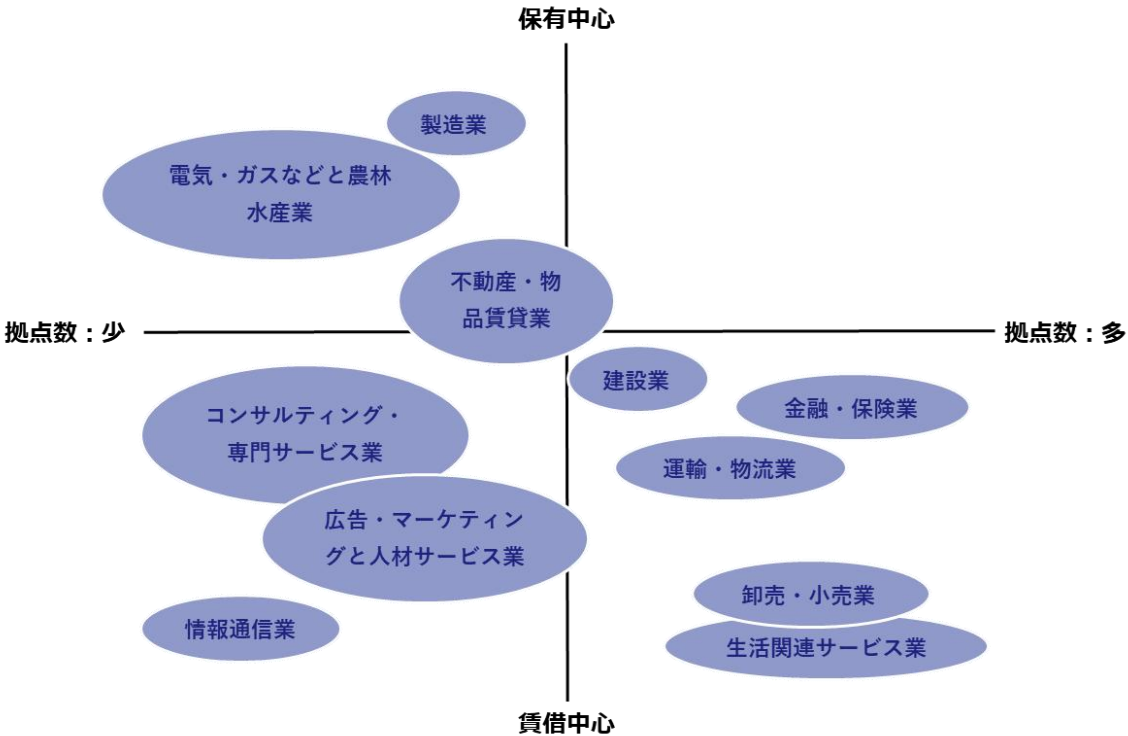 保有中心
製造業
電気・ガスなどと農林
水産業
不動産・物
品賃貸業
拠点数：少
拠点数：多
建設業
金融・保険業
コンサルティング・
専門サービス業
運輸・物流業
広告・マーケティン
グと人材サービス業
卸売・小売業
情報通信業
生活関連サービス業
賃借中心